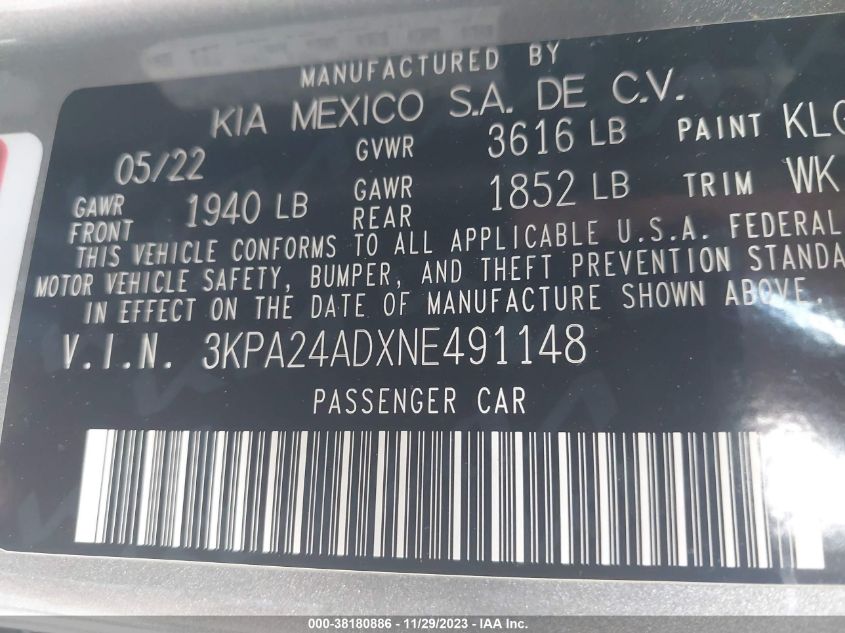 MANUFACTURED BY
KIA MEXICO S.A. DE C.V.
05/22 GVWR 3616 LB PAINT KLG
GAWR FRONT 1940 LB GAWR REAR 1852 LB TRIM WK
THIS VEHICLE CONFORMS TO ALL APPLICABLE U.S.A. FEDERAL
MOTOR VEHICLE SAFETY, BUMPER, AND THEFT PREVENTION STANDA
IN EFFECT ON THE DATE OF MANUFACTURE SHOWN ABOVE.
V.I.N. 3KPA24ADXNE491148
PASSENGER CAR
000-38180886 - 11/29/2023 - IAA Inc.